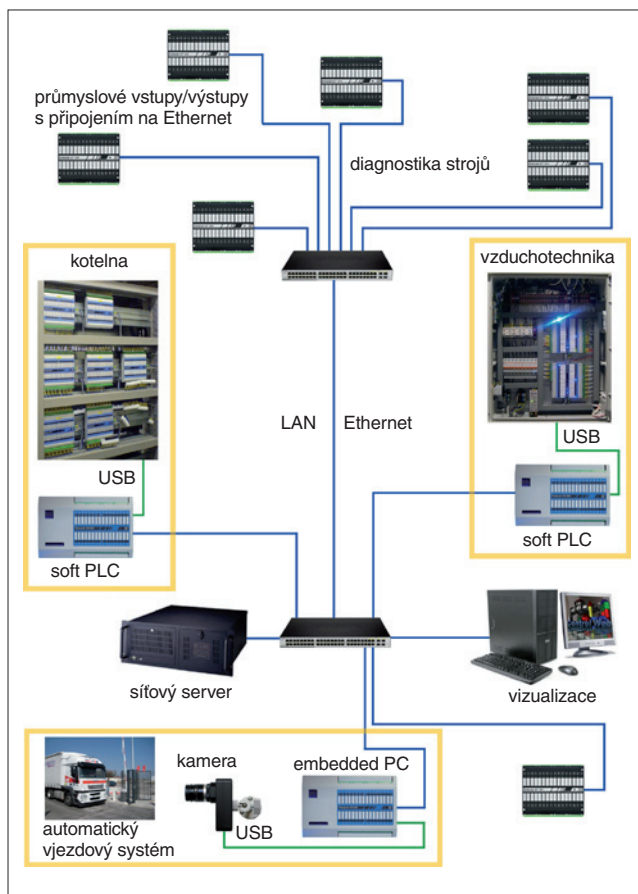 průmyslové vstupy/výstupy
s připojením na Ethernet
diagnostika strojů
kotelna
vzduchotechnika
LAN
Ethernet
USB
USB
soft PLC
soft PLC
síťový server
vizualizace
kamera
embedded PC
USB
automatický
vjezdový systém